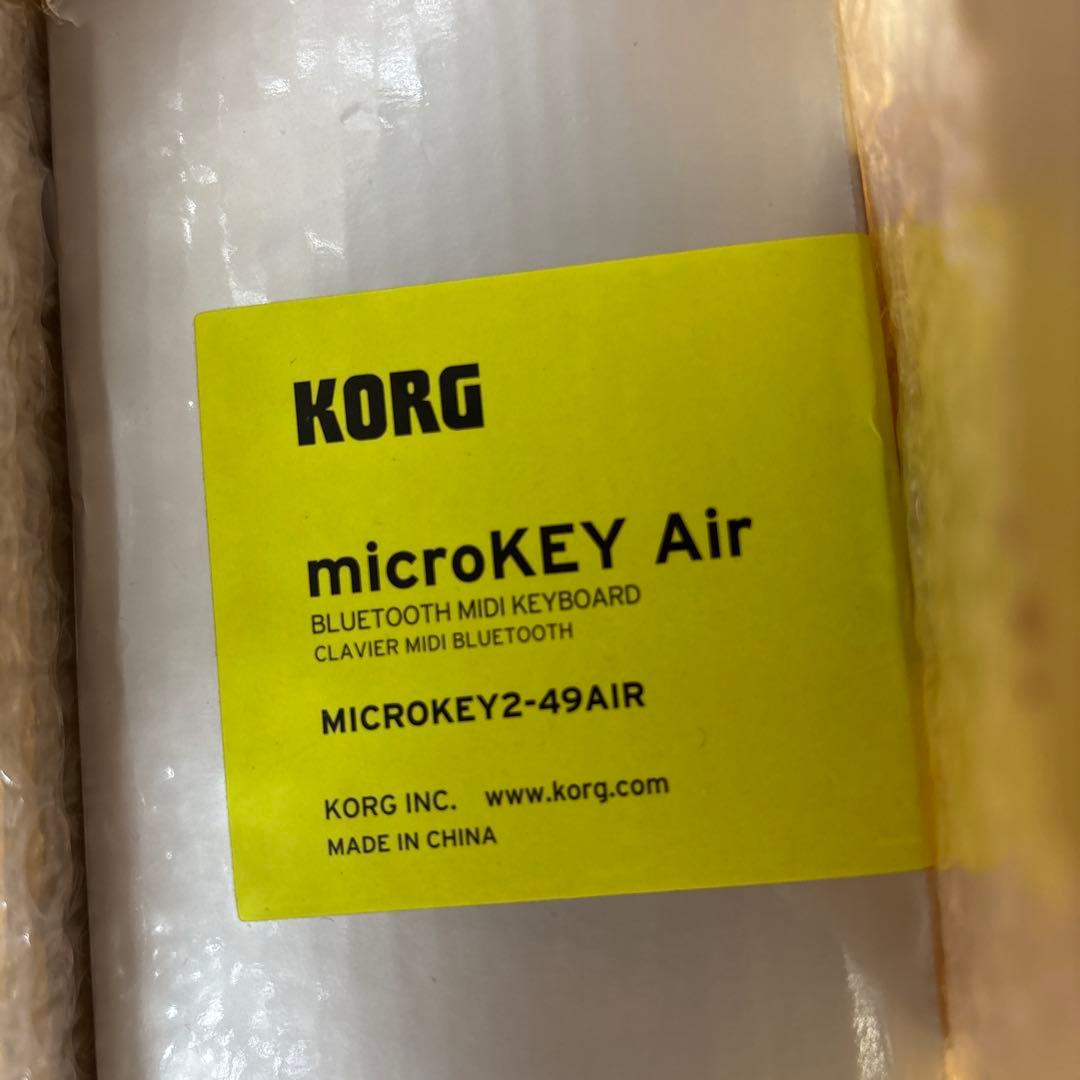 KORG
microKEY Air
BLUETOOTH MIDI KEYBOARD
CLAVIER MIDI BLUETOOTH
MICROKEY2-49AIR
KORG INC. www.korg.com
MADE IN CHINA